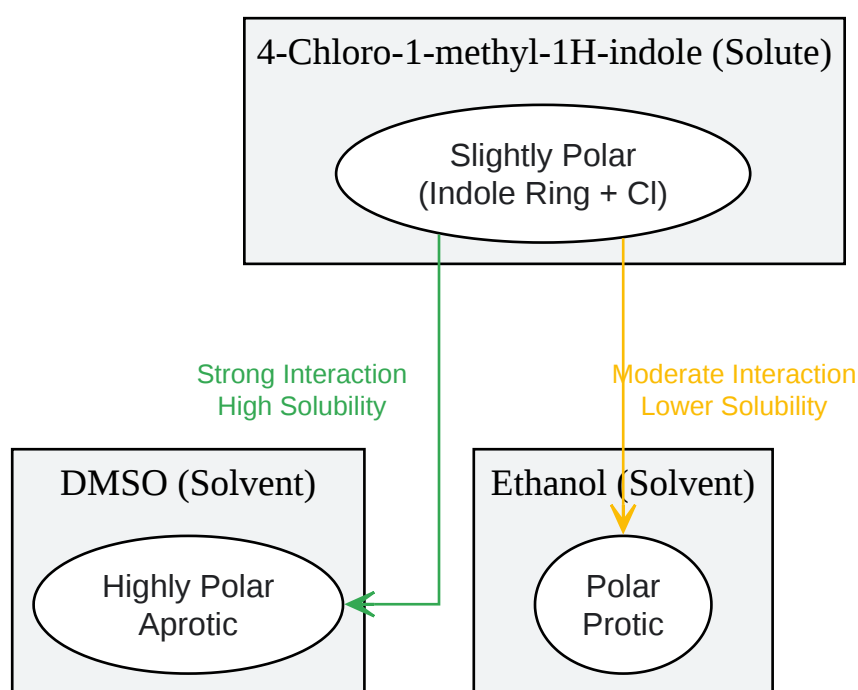 4-Chloro-1-methyl-1H-indole (Solute)
Slightly Polar
(Indole Ring + Cl)
Strong Interaction
High Solubility
Moderate Interaction
Lower Solubility
DMSO (Solvent)
Highly Polar
Aprotic
Ethanol (Solvent)
Polar
Protic